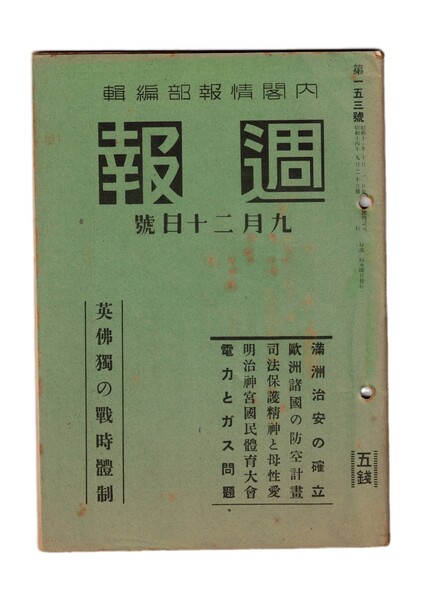 内閣情報部編輯
週報
九月二十日號
第一五三號
滿洲治安の確立
歐洲諸國の防空計畫
司法保護精神と母性愛
明治神宮國民體育大會
電力とガス問題
英佛獨の戰時體制
五錢